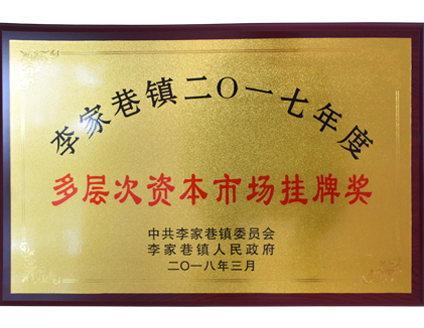 李家巷镇二〇一七年度
多层次资本市场挂牌奖
中共李家巷镇委员会
李家巷镇人民政府
二〇一八年三月